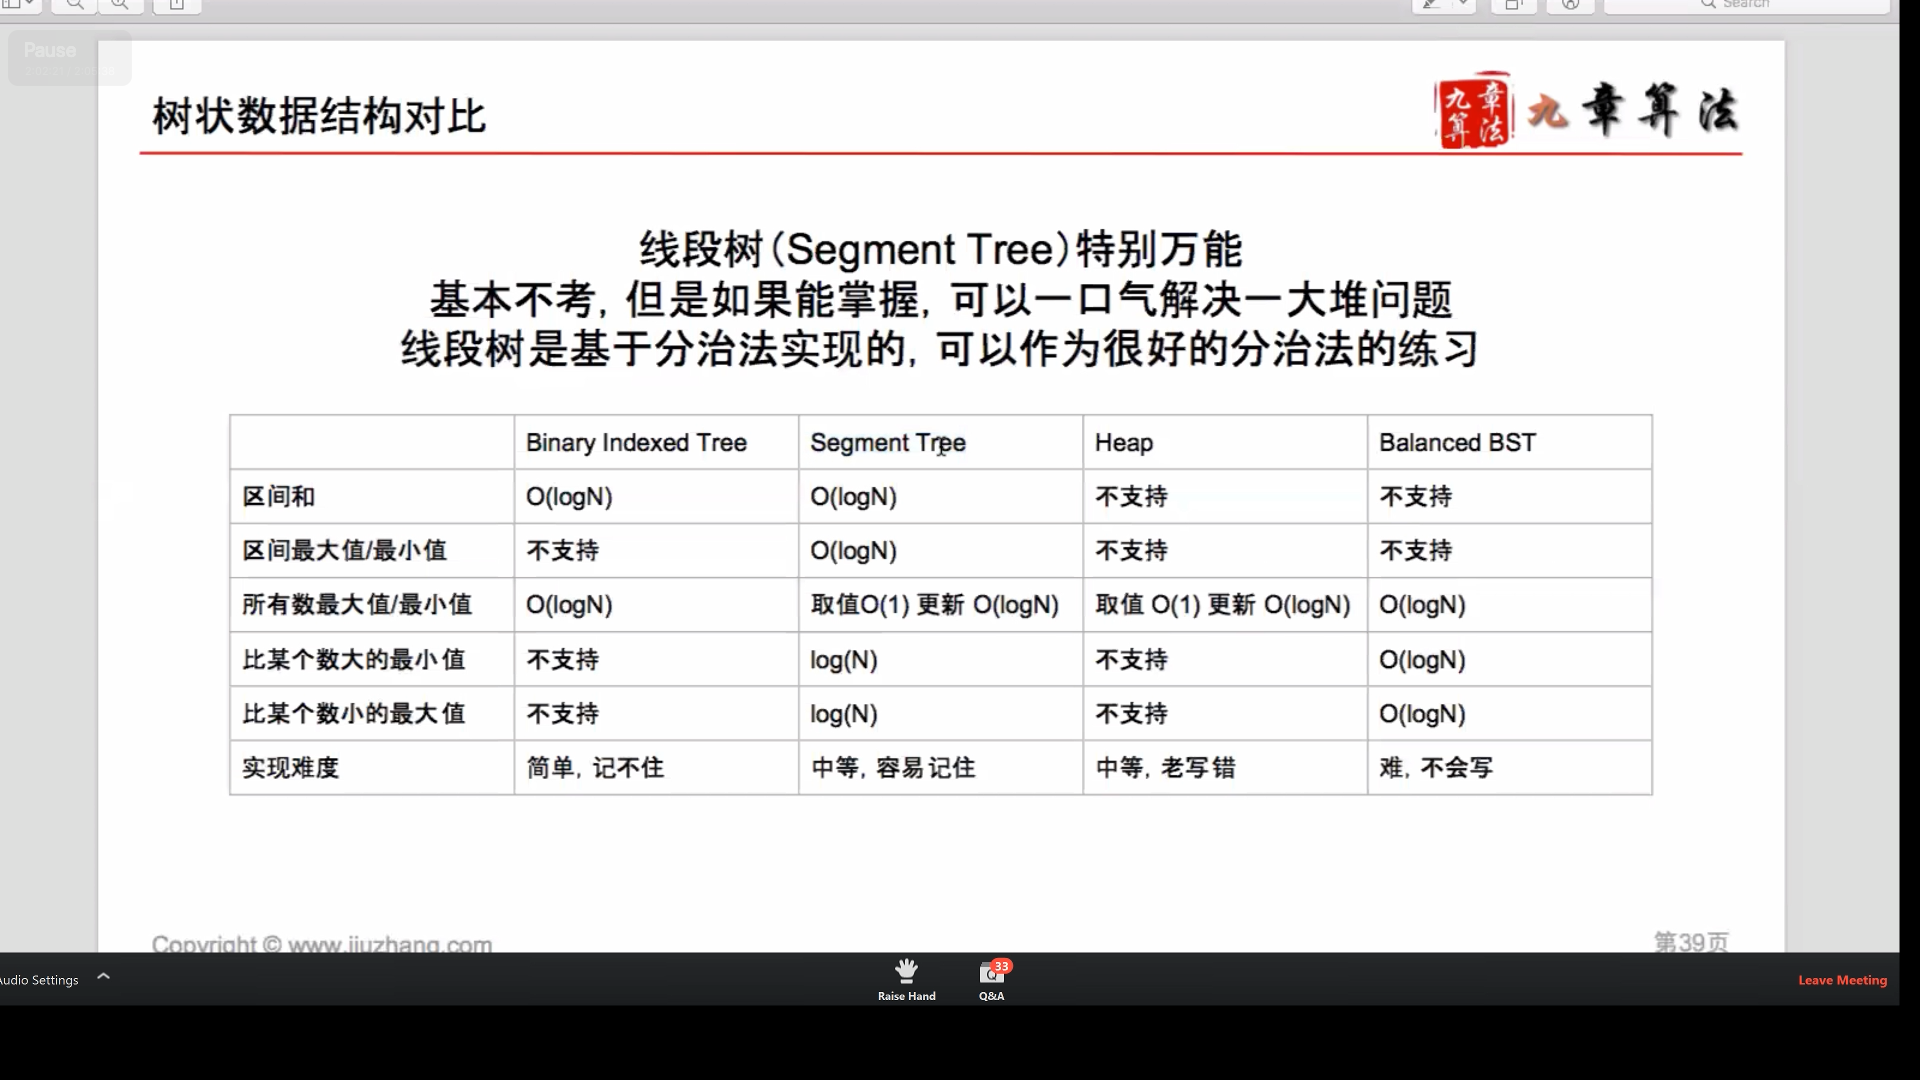 Search
Pause
树状数据结构对比
九章算法
九章算法
线段树(Segment Tree)特别万能
基本不考, 但是如果能掌握, 可以一口气解决一大堆问题
线段树是基于分治法实现的, 可以作为很好的分治法的练习
Binary Indexed Tree Segment Tree Heap Balanced BST
区间和 O(logN) O(logN) 不支持 不支持
区间最大值/最小值 不支持 O(logN) 不支持 不支持
所有数最大值/最小值 O(logN) 取值O(1) 更新 O(logN) 取值 O(1) 更新 O(logN) O(logN)
比某个数大的最小值 不支持 log(N) 不支持 O(logN)
比某个数小的最大值 不支持 log(N) 不支持 O(logN)
实现难度 简单, 记不住 中等, 容易记住 中等, 老写错 难, 不会写
Copyright © www.jiuzhang.com
第39页
Audio Settings
Raise Hand
33
Q&A
Leave Meeting